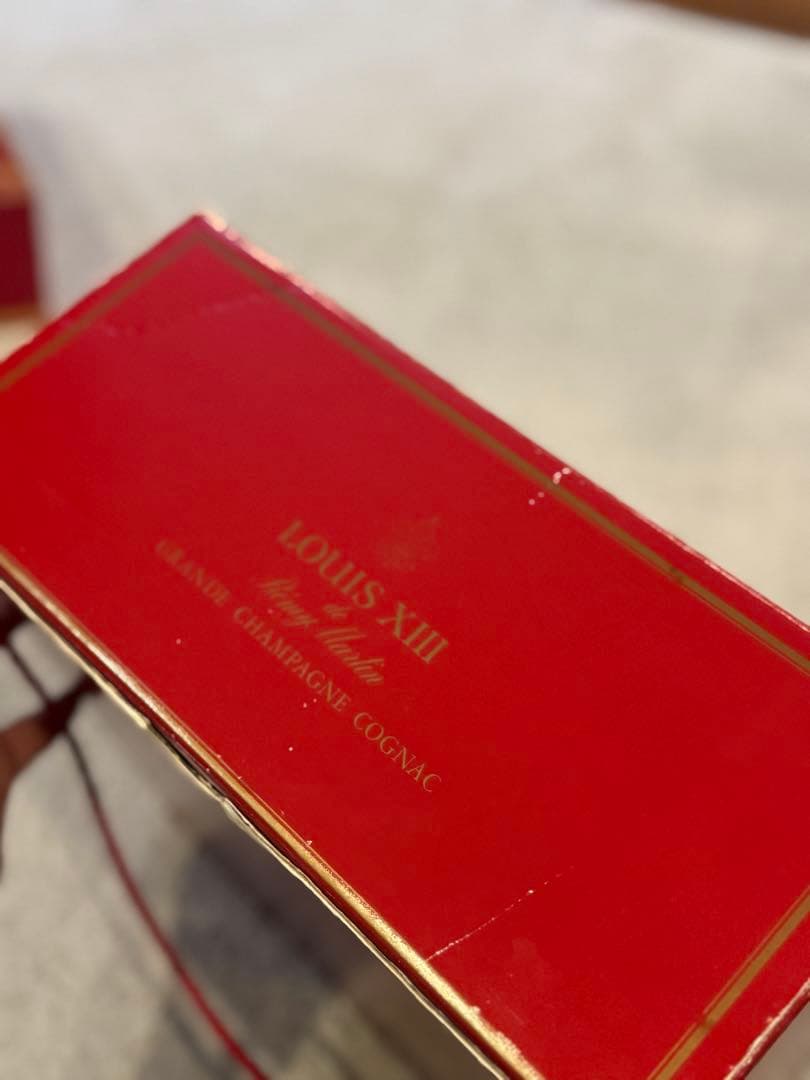 LOUIS XIII
de
Rémy Martin
GRANDE CHAMPAGNE COGNAC